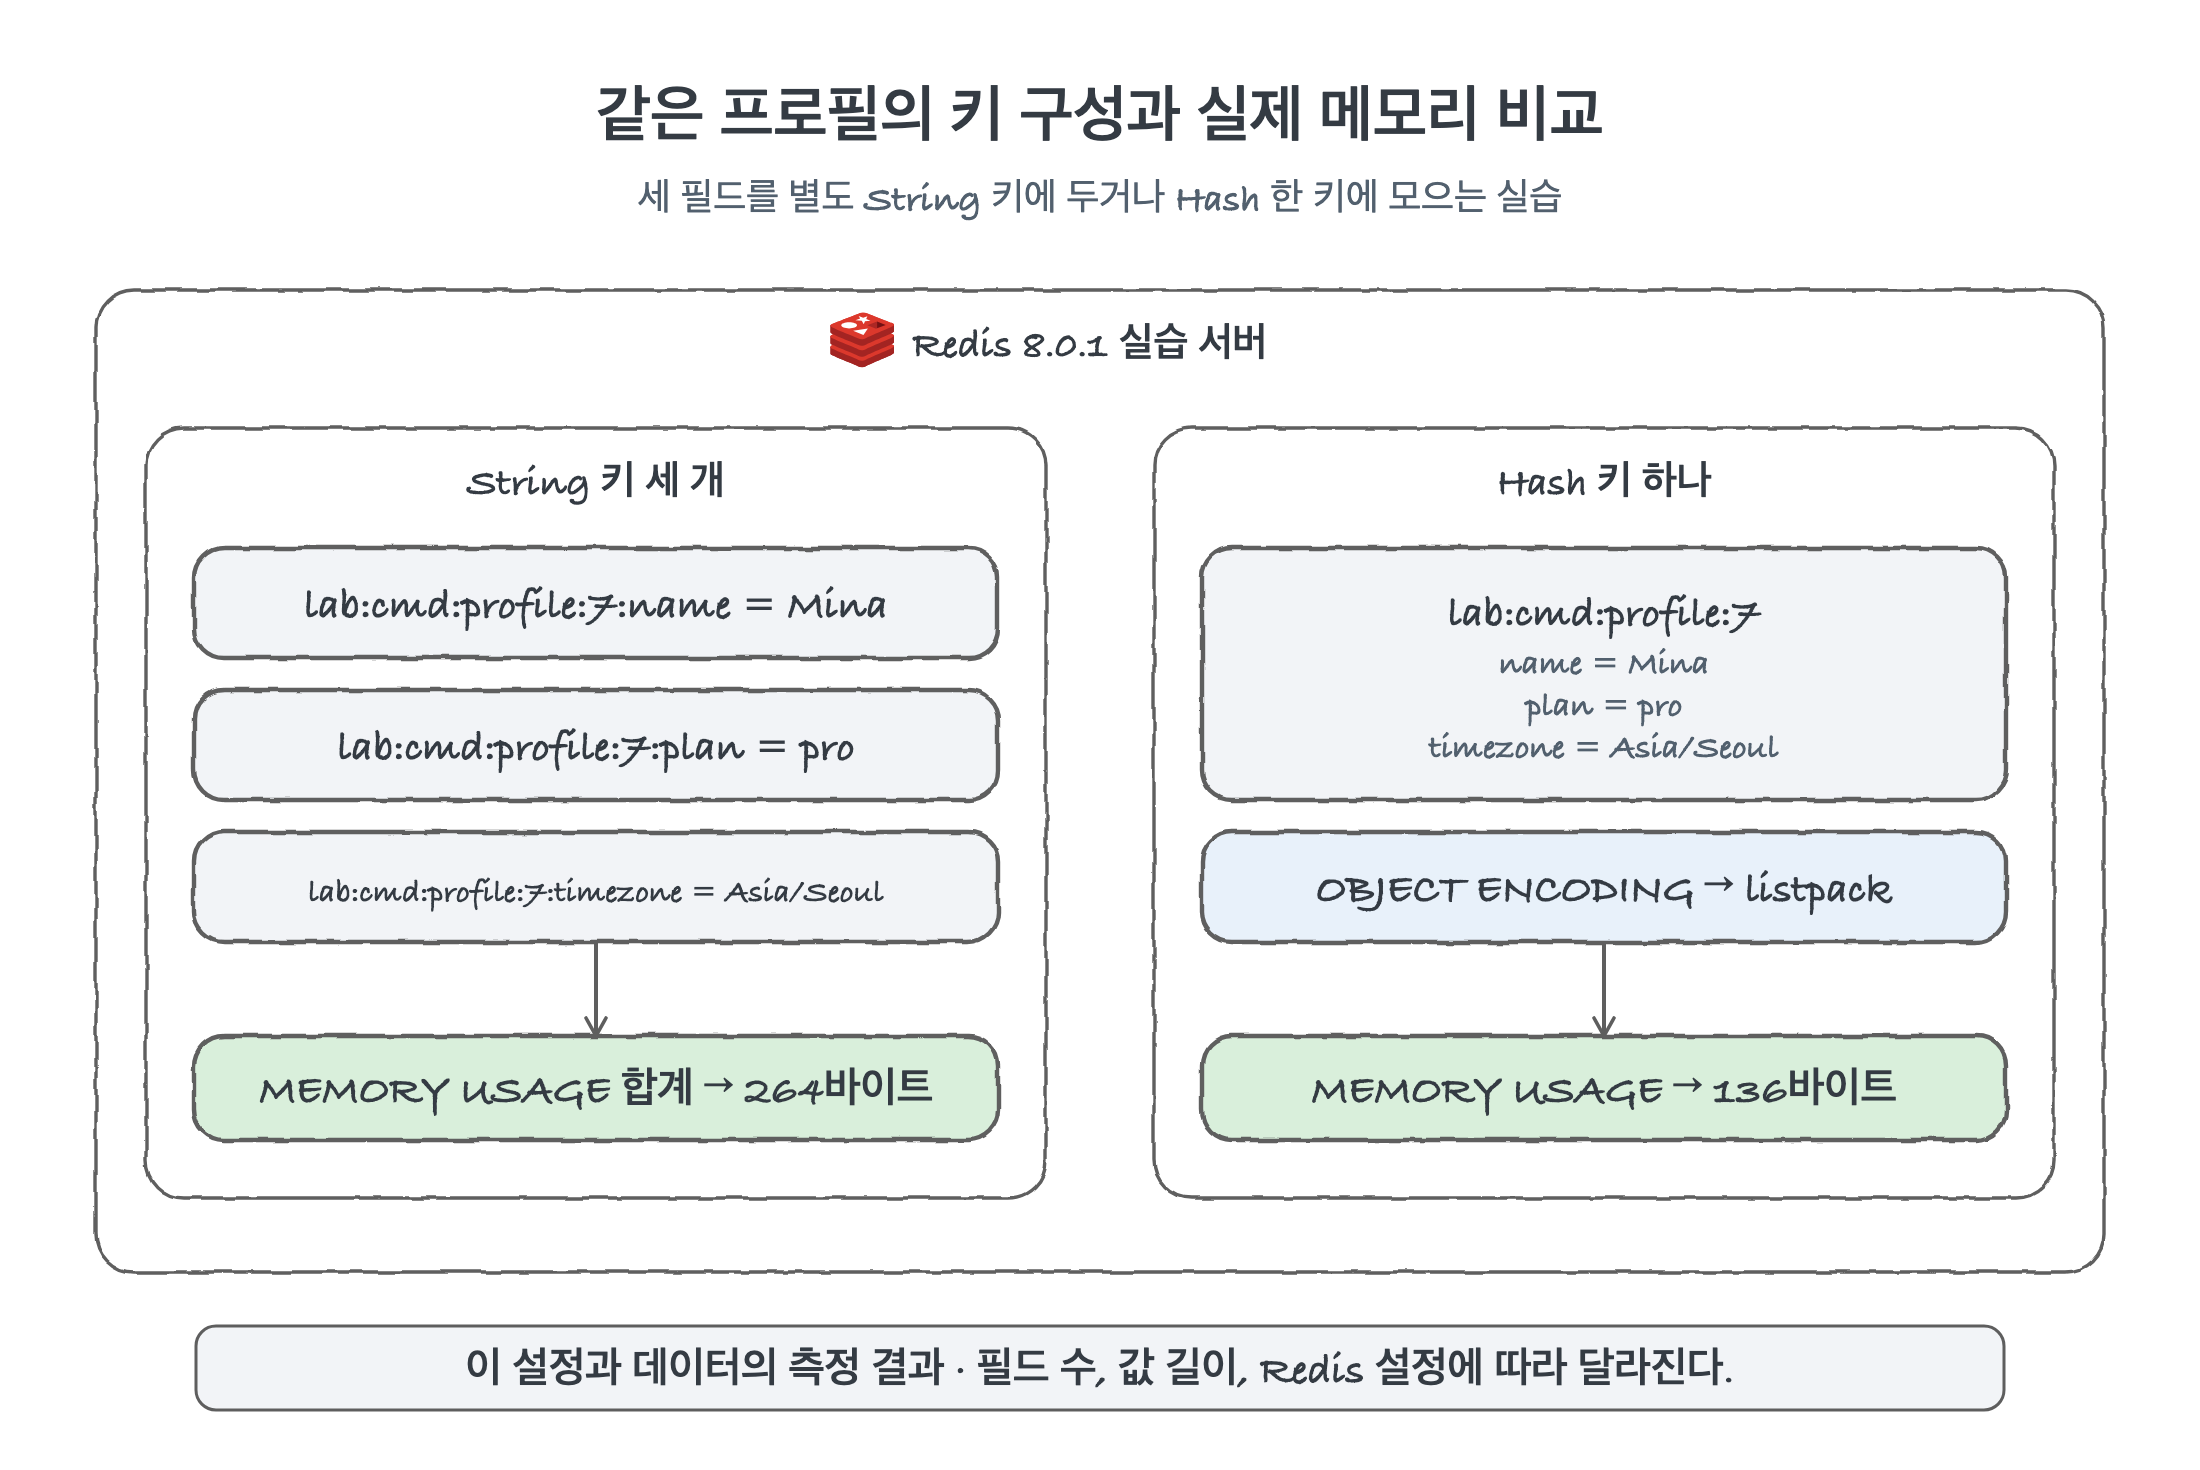 같은 프로필의 키 구성과 실제 메모리 비교
세 필드를 별도 String 키에 두거나 Hash 한 키에 모으는 실습
Redis 8.0.1 실습 서버
String 키 세 개
lab:cmd:profile:7:name = Mina
lab:cmd:profile:7:plan = pro
lab:cmd:profile:7:timezone = Asia/Seoul
MEMORY USAGE 합계 → 264바이트
Hash 키 하나
lab:cmd:profile:7
name = Mina
plan = pro
timezone = Asia/Seoul
OBJECT ENCODING → listpack
MEMORY USAGE → 136바이트
이 설정과 데이터의 측정 결과 · 필드 수, 값 길이, Redis 설정에 따라 달라진다.